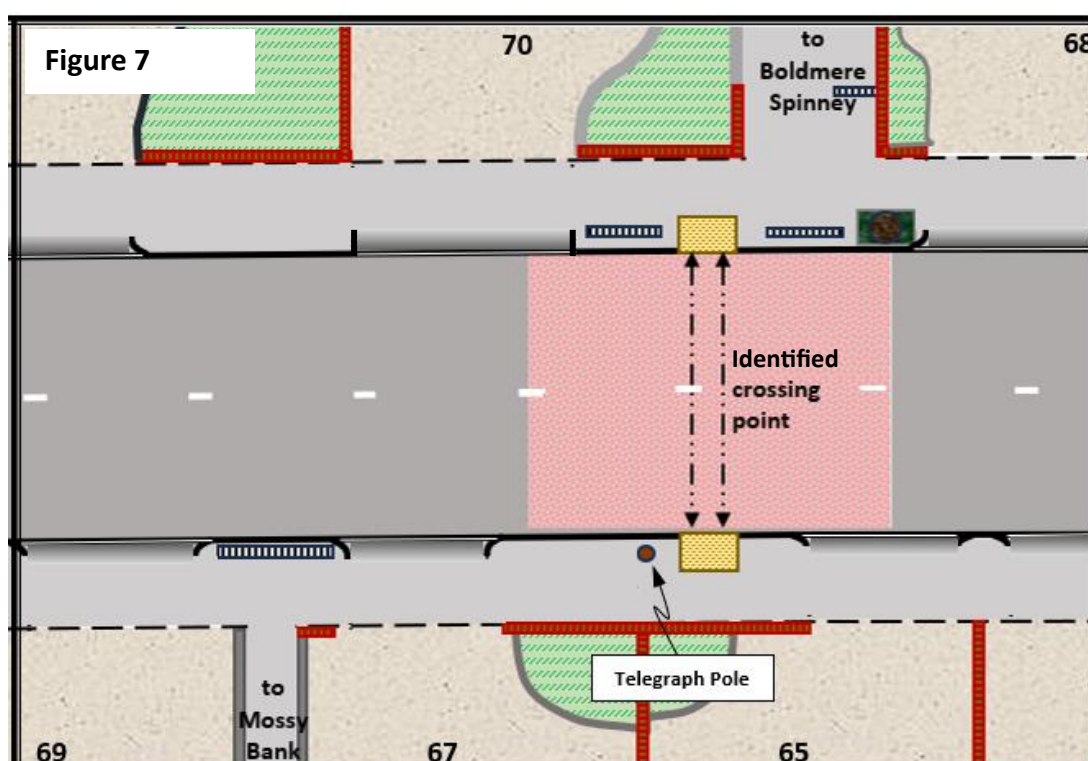 Figure 7
70
to
Boldmere
Spinney
68
Identified
crossing
point
Telegraph Pole
to
Mossy
Bank
69
67
65